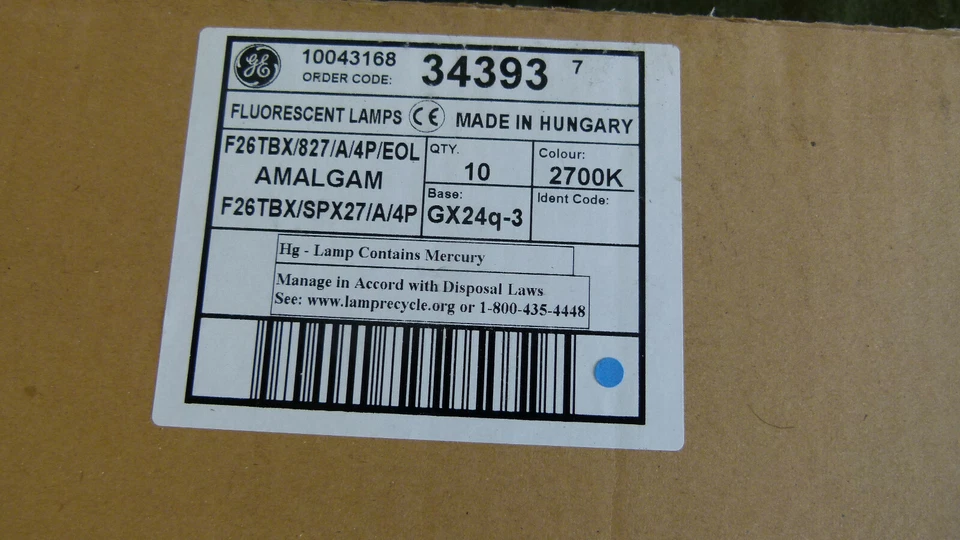 GE
10043168
ORDER CODE: 34393 7
FLUORESCENT LAMPS CE MADE IN HUNGARY
F26TBX/827/A/4P/EOL
AMALGAM
F26TBX/SPX27/A/4P
QTY.
10
Colour:
2700K
Base:
GX24q-3
Ident Code:
Hg - Lamp Contains Mercury
Manage in Accord with Disposal Laws
See: www.lamprecycle.org or 1-800-435-4448